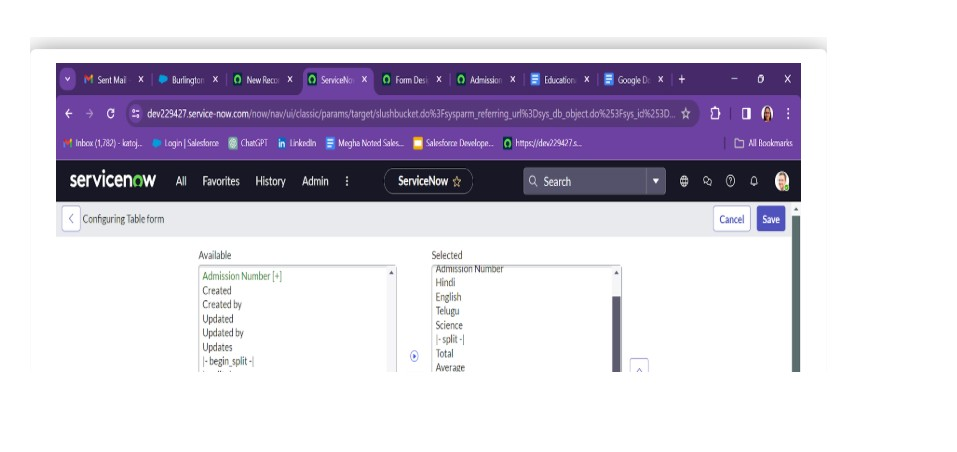 Sent Mail New Reco ServiceNo Form Desi Admission Education Google D
dev229427.service-now.com/now/nav/ui/classic/params/target/slushbucket.do%3Fsysparm_referring_url%3Dsys_db_object.do%253Fsys_id%253D...
Inbox (1,782) - katoj... Login | Salesforce ChatGPT in LinkedIn Megha Noted Sales... Salesforce Develope... https://dev229427.s... All Bookmarks
servicenow All Favorites History Admin ServiceNow Search
Configuring Table form Cancel Save
Available Selected
Admission Number [+] Admission Number
Created Hindi
Created by English
Updated Telugu
Updated by Science
Updates |- split -|
|- begin_split -| Total
Average